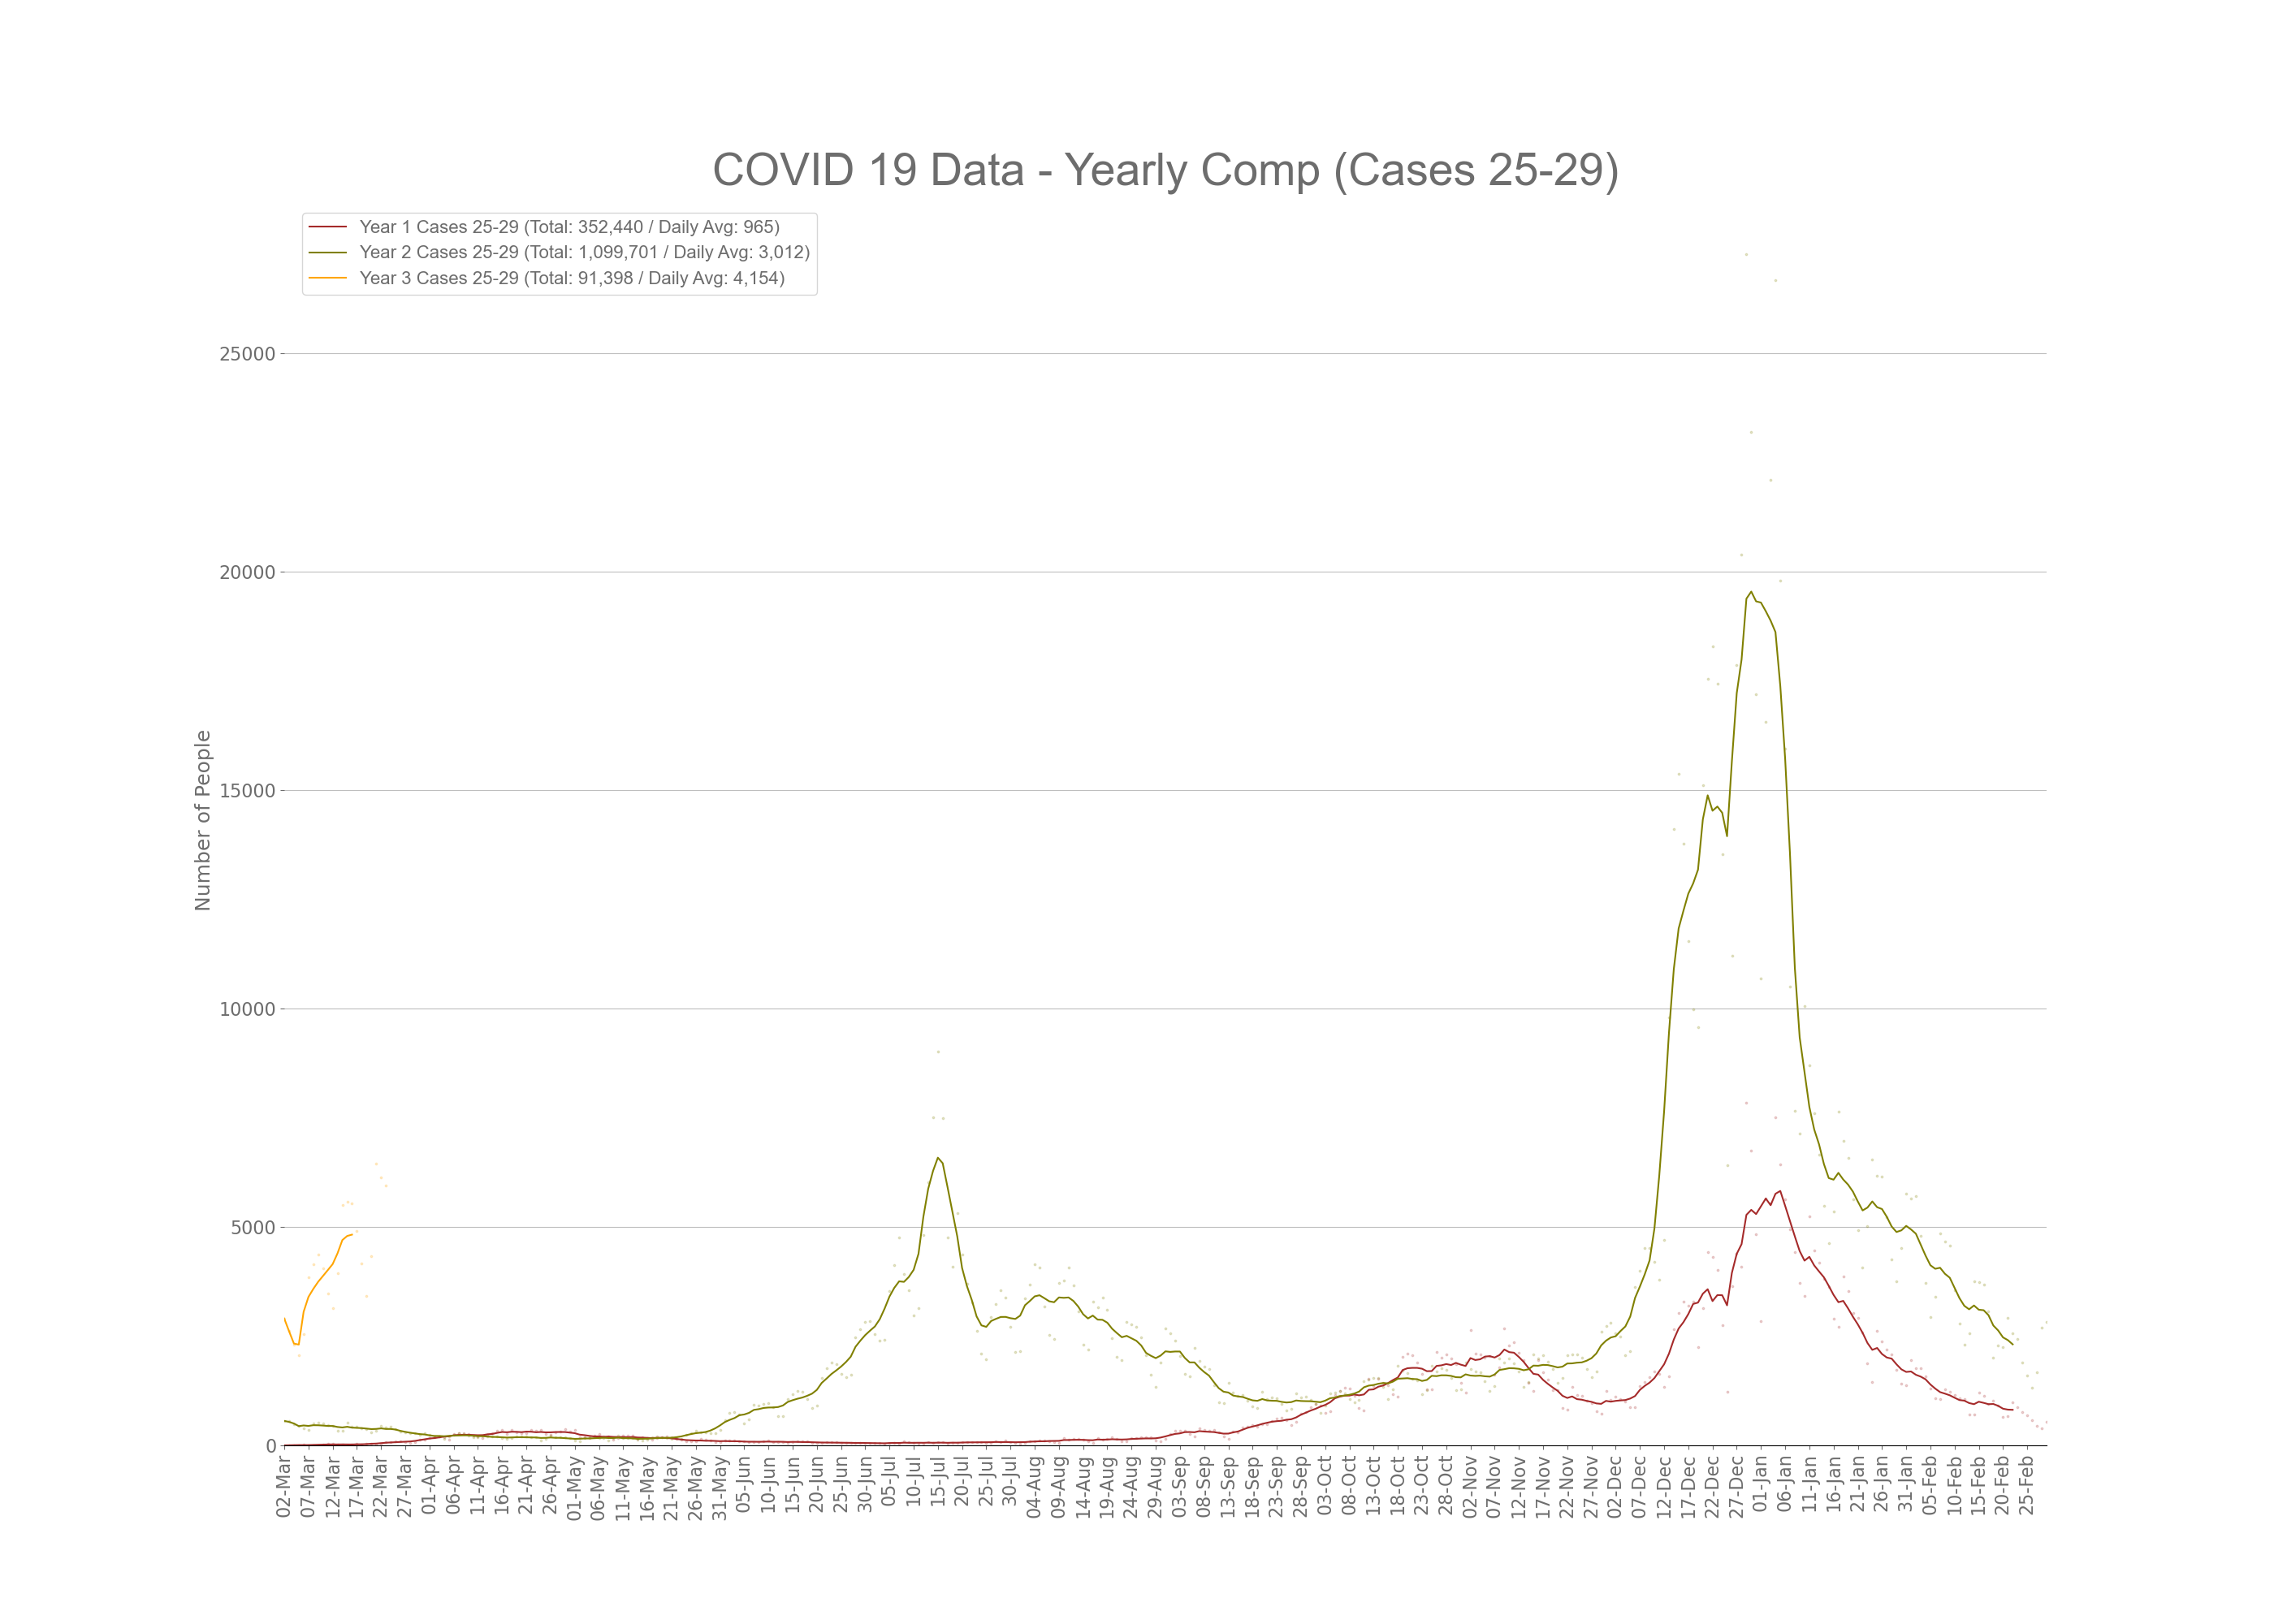 COVID 19 Data - Yearly Comp (Cases 25-29)
Year 1 Cases 25-29 (Total: 352,440 / Daily Avg: 965)
Year 2 Cases 25-29 (Total: 1,099,701 / Daily Avg: 3,012)
Year 3 Cases 25-29 (Total: 91,398 / Daily Avg: 4,154)
Number of People
25000
20000
15000
10000
5000
0
02-Mar
07-Mar
12-Mar
17-Mar
22-Mar
27-Mar
01-Apr
06-Apr
11-Apr
16-Apr
21-Apr
26-Apr
01-May
06-May
11-May
16-May
21-May
26-May
31-May
05-Jun
10-Jun
15-Jun
20-Jun
25-Jun
30-Jun
05-Jul
10-Jul
15-Jul
20-Jul
25-Jul
30-Jul
04-Aug
09-Aug
14-Aug
19-Aug
24-Aug
29-Aug
03-Sep
08-Sep
13-Sep
18-Sep
23-Sep
28-Sep
03-Oct
08-Oct
13-Oct
18-Oct
23-Oct
28-Oct
02-Nov
07-Nov
12-Nov
17-Nov
22-Nov
27-Nov
02-Dec
07-Dec
12-Dec
17-Dec
22-Dec
27-Dec
01-Jan
06-Jan
11-Jan
16-Jan
21-Jan
26-Jan
31-Jan
05-Feb
10-Feb
15-Feb
20-Feb
25-Feb